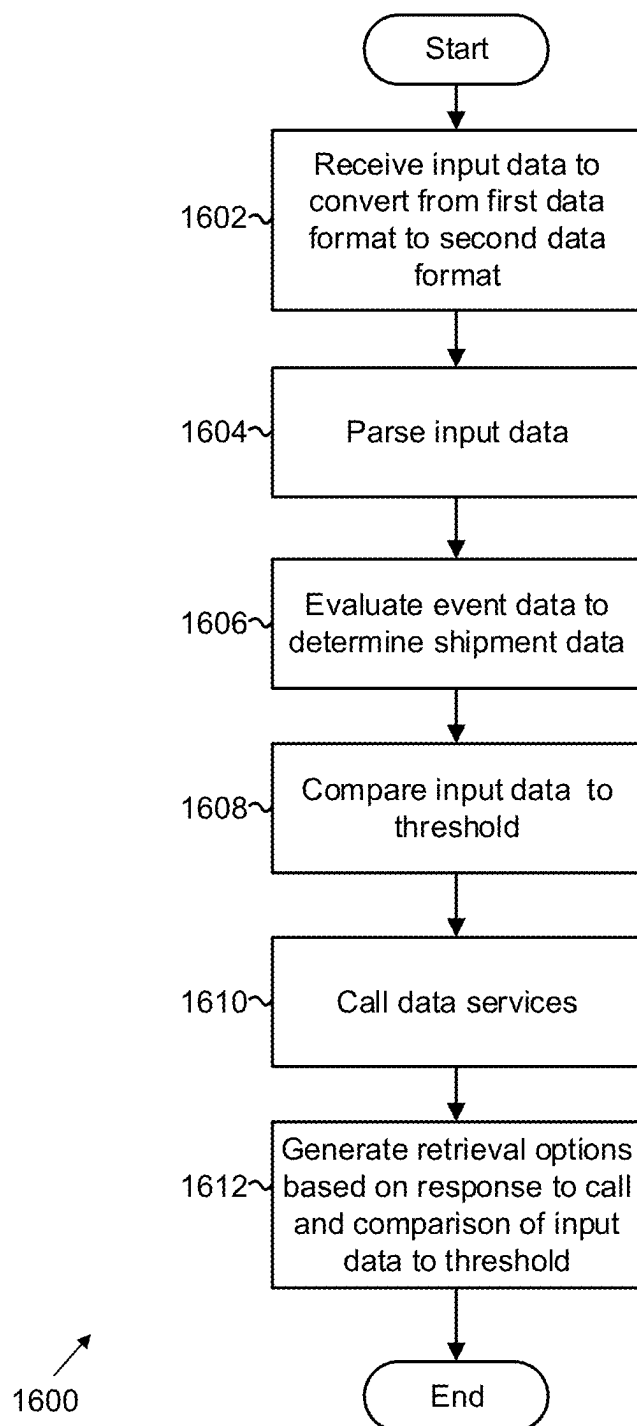 Start
1602
Receive input data to
convert from first data
format to second data
format
1604
Parse input data
1606
Evaluate event data to
determine shipment data
1608
Compare input data to
threshold
1610
Call data services
1612
Generate retrieval options
based on response to call
and comparison of input
data to threshold
1600
End